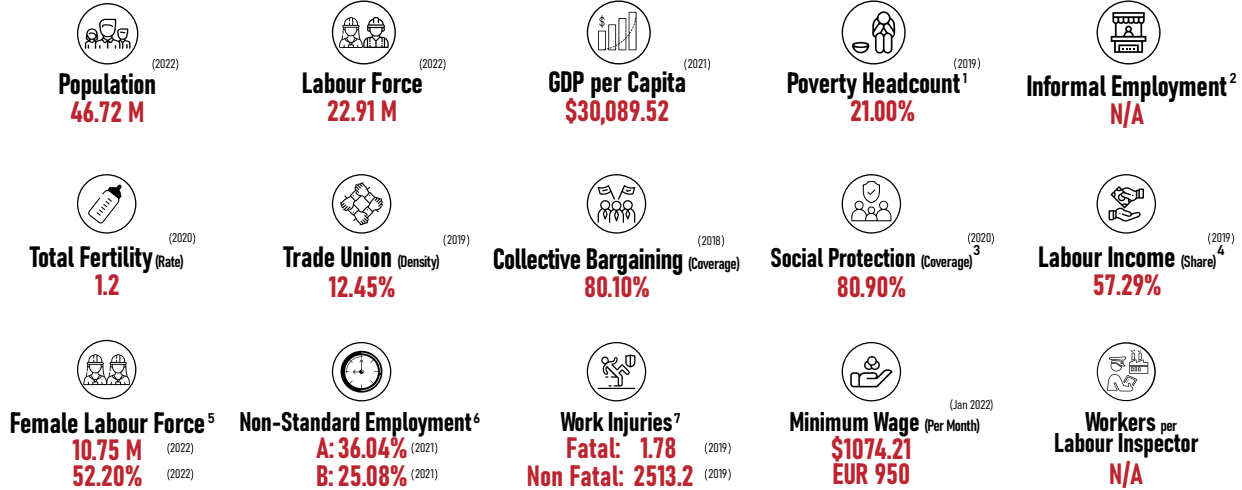 (2022)
Population
46.72 M
(2022)
Labour Force
22.91 M
$
(2021)
GDP per Capita
$30,089.52
(2019)
Poverty Headcount 1
21.00%
Informal Employment 2
N/A
(2020)
Total Fertility (Rate)
1.2
(2019)
Trade Union (Density)
12.45%
(2018)
Collective Bargaining (Coverage)
80.10%
(2020)
Social Protection (Coverage) 3
80.90%
(2019)
Labour Income (Share) 4
57.29%
Female Labour Force 5
10.75 M (2022)
52.20% (2022)
Non-Standard Employment 6
A: 36.04% (2021)
B: 25.08% (2021)
Work Injuries 7
Fatal: 1.78 (2019)
Non Fatal: 2513.2 (2019)
(Jan 2022)
Minimum Wage (Per Month)
$1074.21
EUR 950
Workers per
Labour Inspector
N/A